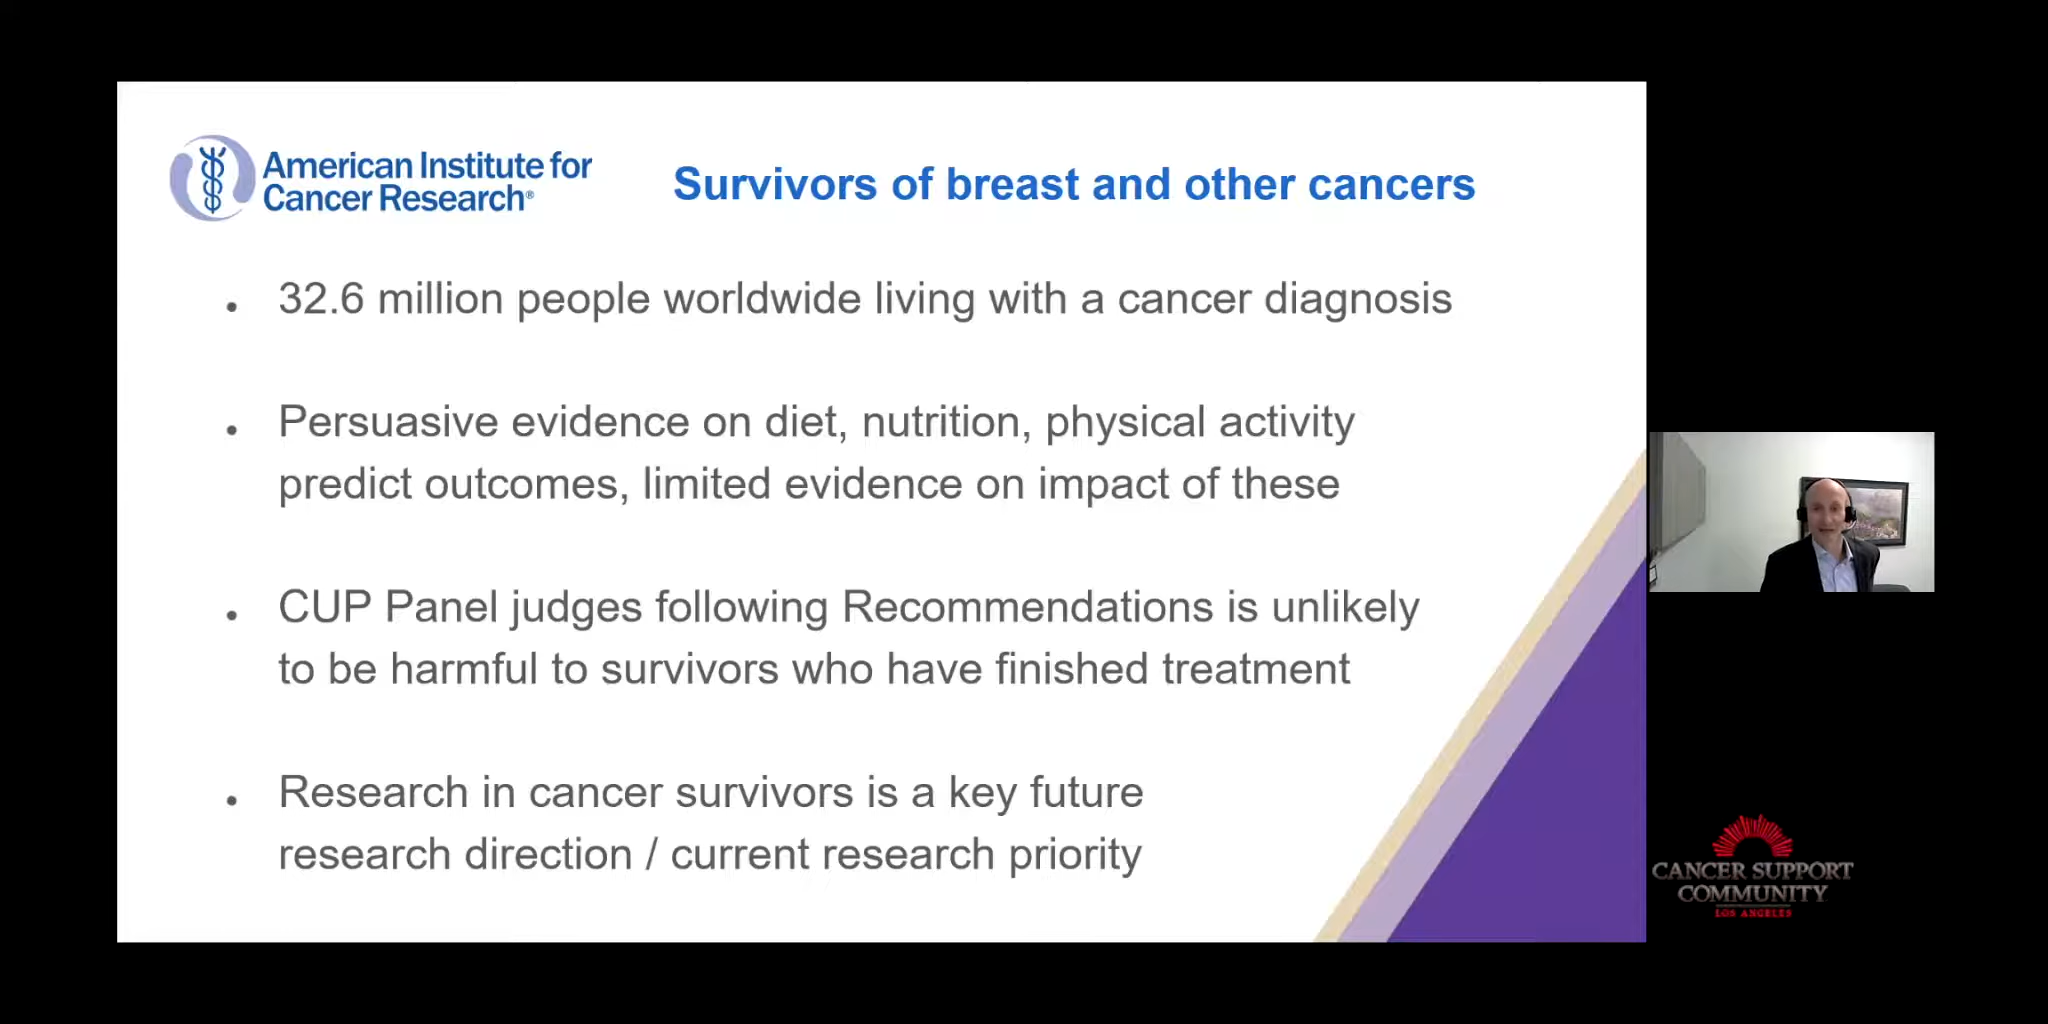 American Institute for
Cancer Research®
Survivors of breast and other cancers
• 32.6 million people worldwide living with a cancer diagnosis
• Persuasive evidence on diet, nutrition, physical activity
predict outcomes, limited evidence on impact of these
• CUP Panel judges following Recommendations is unlikely
to be harmful to survivors who have finished treatment
• Research in cancer survivors is a key future
research direction / current research priority
CANCER SUPPORT
COMMUNITY
LOS ANGELES